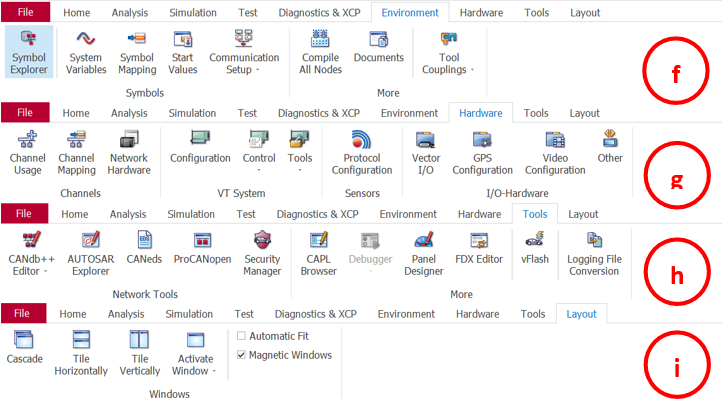 File Home Analysis Simulation Test Diagnostics & XCP Environment Hardware Tools Layout
Symbol Explorer System Variables Symbol Mapping Start Values Communication Setup Compile All Nodes Documents Tool Couplings
Symbols More
f
File Home Analysis Simulation Test Diagnostics & XCP Environment Hardware Tools Layout
Channel Usage Channel Mapping Network Hardware Configuration Control Tools Protocol Configuration Vector I/O GPS Configuration Video Configuration Other
Channels VT System Sensors I/O-Hardware
g
File Home Analysis Simulation Test Diagnostics & XCP Environment Hardware Tools Layout
EDS
CANdb++ Editor AUTOSAR Explorer CANeds ProCANopen Security Manager CAPL Browser Debugger Panel Designer FDX Editor vFlash Logging File Conversion
Network Tools More
h
File Home Analysis Simulation Test Diagnostics & XCP Environment Hardware Tools Layout
Cascade Tile Horizontally Tile Vertically Activate Window Automatic Fit Magnetic Windows
Windows
i